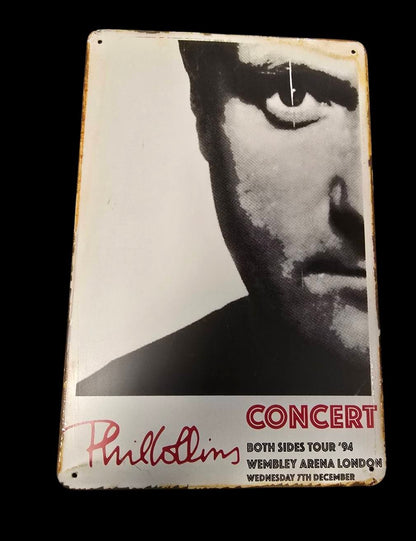 CONCERT
Phil Collins
BOTH SIDES TOUR '94
WEMBLEY ARENA LONDON
WEDNESDAY 7TH DECEMBER